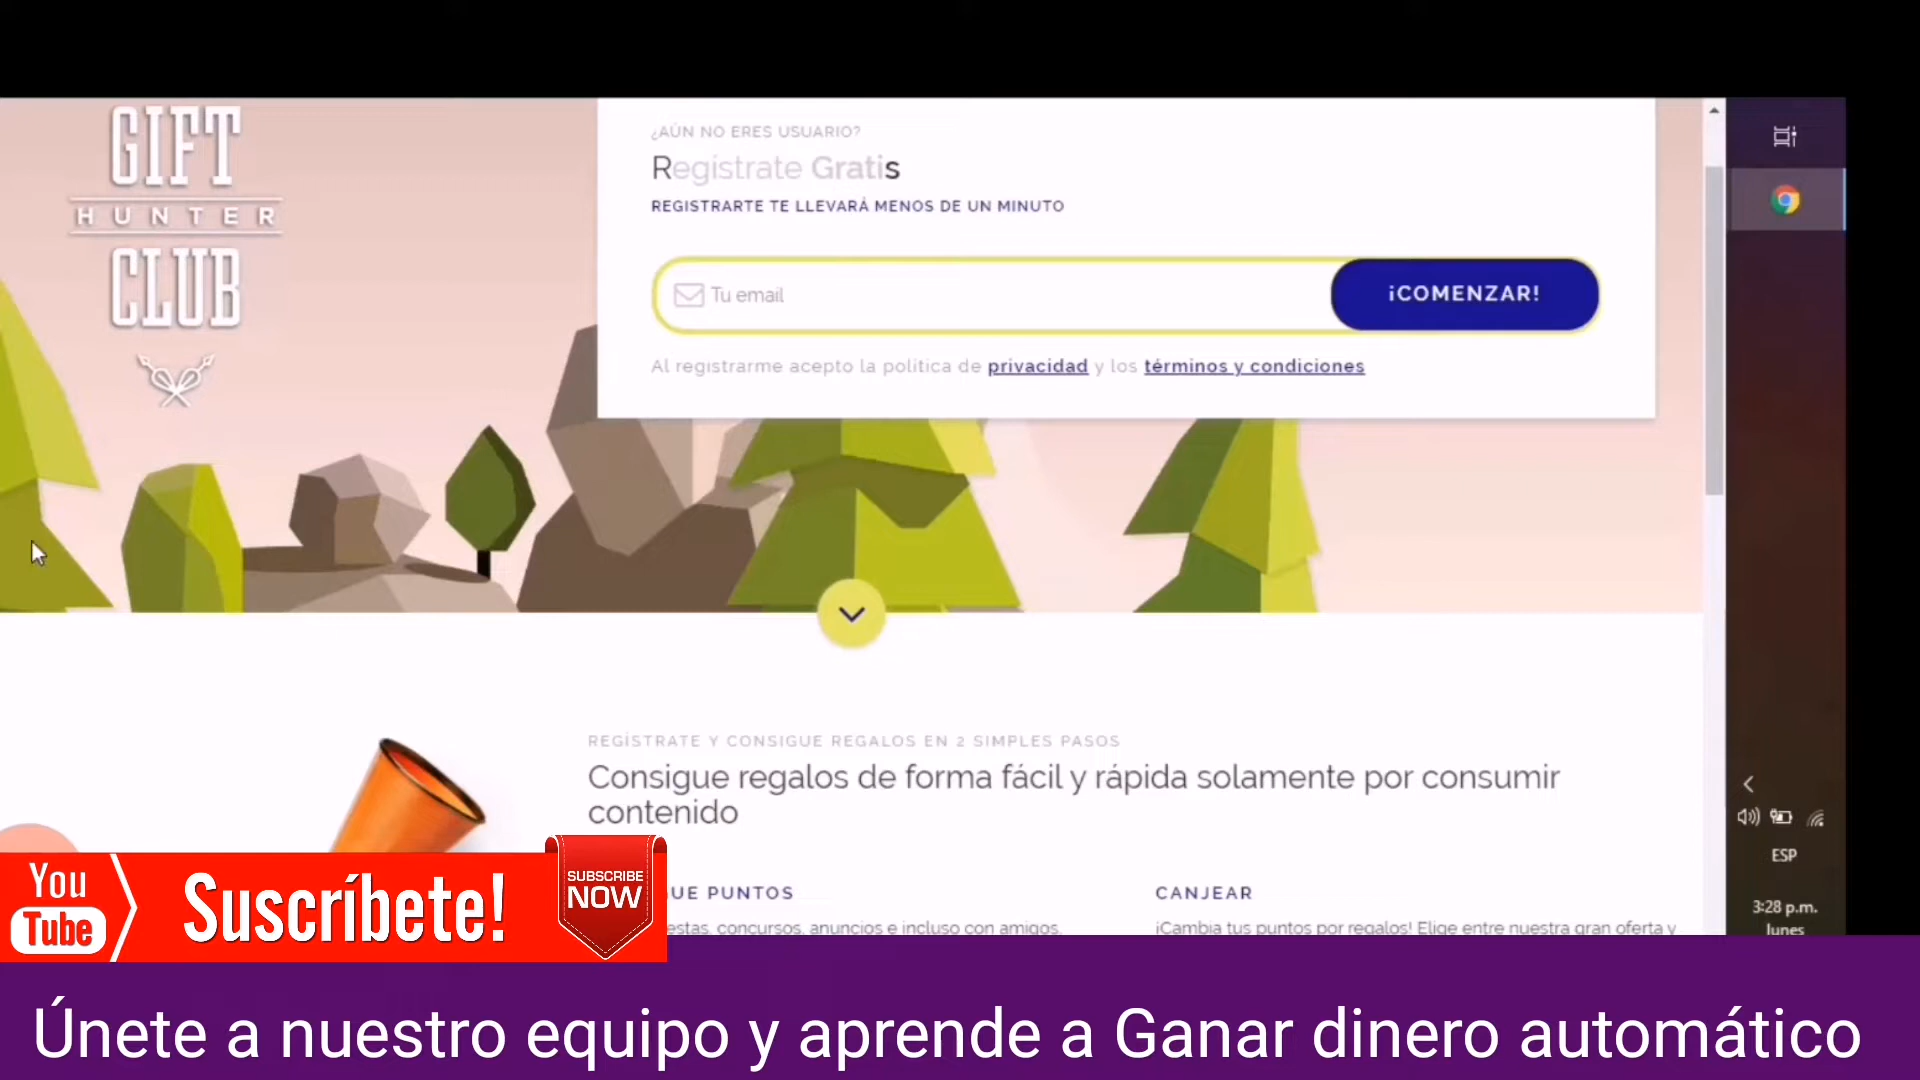 GIFT
HUNTER
CLUB
¿AÚN NO ERES USUARIO?
Regístrate Gratis
REGISTRARTE TE LLEVARÁ MENOS DE UN MINUTO
Tu email
¡COMENZAR!
Al registrarme acepto la política de privacidad y los términos y condiciones
REGÍSTRATE Y CONSIGUE REGALOS EN 2 SIMPLES PASOS
Consigue regalos de forma fácil y rápida solamente por consumir
contenido
UE PUNTOS
estas, concursos, anuncios e incluso con amigos.
CANJEAR
¡Cambia tus puntos por regalos! Elige entre nuestra gran oferta y
ESP
3:28 p.m.
lunes
You
Tube
Suscríbete!
SUBSCRIBE
NOW
Únete a nuestro equipo y aprende a Ganar dinero automático